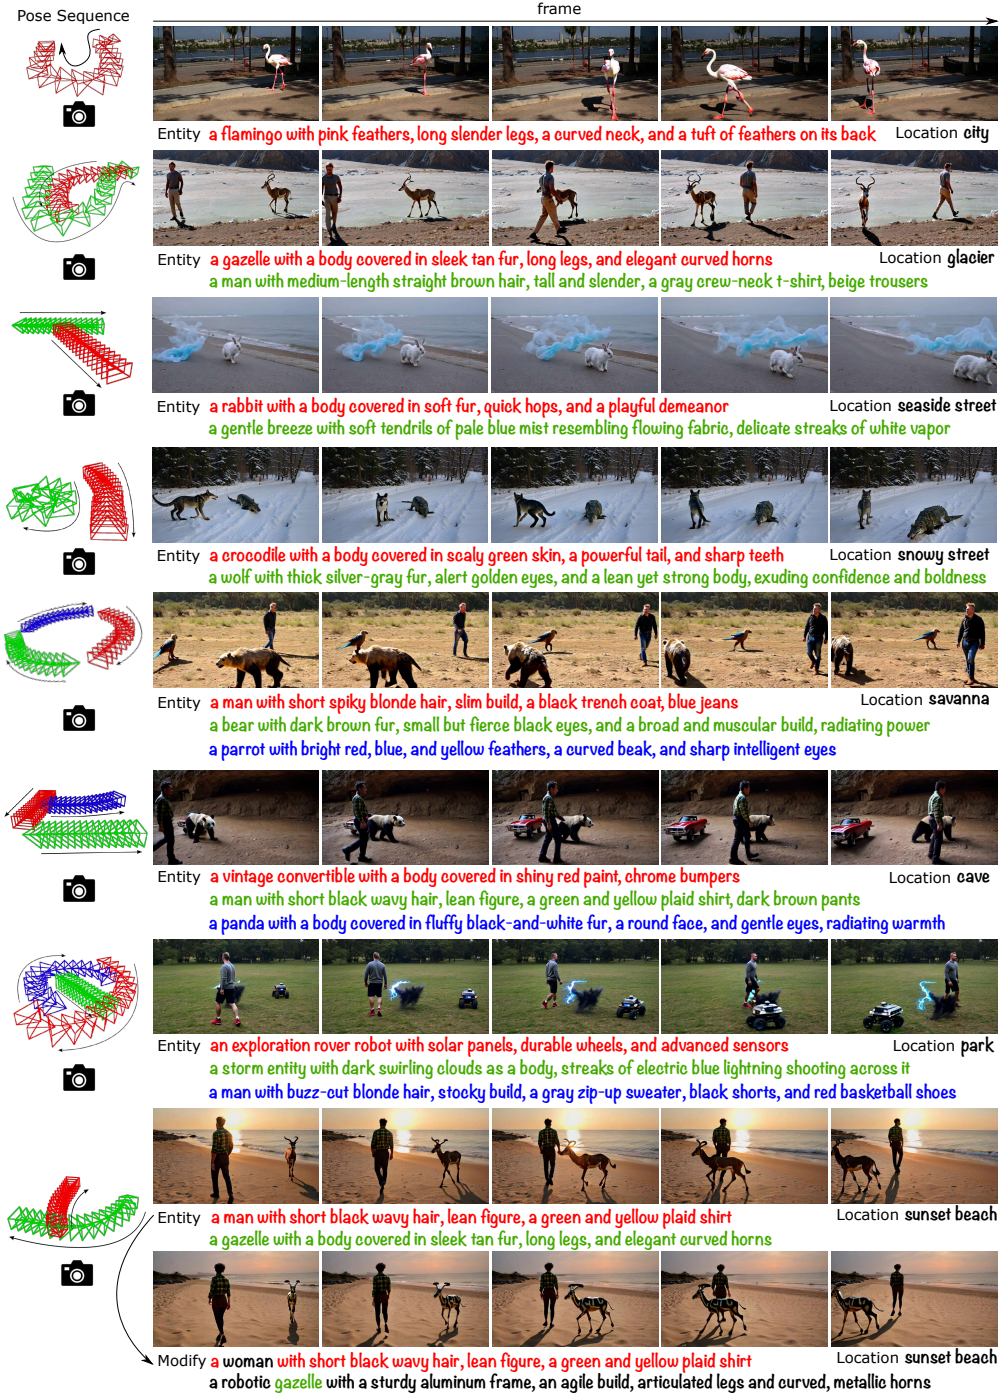 Pose Sequence
frame
Entity a flamingo with pink feathers, long slender legs, a curved neck, and a tuft of feathers on its back Location city
Entity a gazelle with a body covered in sleek tan fur, long legs, and elegant curved horns Location glacier
a man with medium-length straight brown hair, tall and slender, a gray crew-neck t-shirt, beige trousers
Entity a rabbit with a body covered in soft fur, quick hops, and a playful demeanor Location seaside street
a gentle breeze with soft tendrils of pale blue mist resembling flowing fabric, delicate streaks of white vapor
Entity a crocodile with a body covered in scaly green skin, a powerful tail, and sharp teeth Location snowy street
a wolf with thick silver-gray fur, alert golden eyes, and a lean yet strong body, exuding confidence and boldness
Entity a man with short spiky blonde hair, slim build, a black trench coat, blue jeans Location savanna
a bear with dark brown fur, small but fierce black eyes, and a broad and muscular build, radiating power
a parrot with bright red, blue, and yellow feathers, a curved beak, and sharp intelligent eyes
Entity a vintage convertible with a body covered in shiny red paint, chrome bumpers Location cave
a man with short black wavy hair, lean figure, a green and yellow plaid shirt, dark brown pants
a panda with a body covered in fluffy black-and-white fur, a round face, and gentle eyes, radiating warmth
Entity an exploration rover robot with solar panels, durable wheels, and advanced sensors Location park
a storm entity with dark swirling clouds as a body, streaks of electric blue lightning shooting across it
a man with buzz-cut blonde hair, stocky build, a gray zip-up sweater, black shorts, and red basketball shoes
Entity a man with short black wavy hair, lean figure, a green and yellow plaid shirt Location sunset beach
a gazelle with a body covered in sleek tan fur, long legs, and elegant curved horns
Modify a woman with short black wavy hair, lean figure, a green and yellow plaid shirt Location sunset beach
a robotic gazelle with a sturdy aluminum frame, an agile build, articulated legs and curved, metallic horns